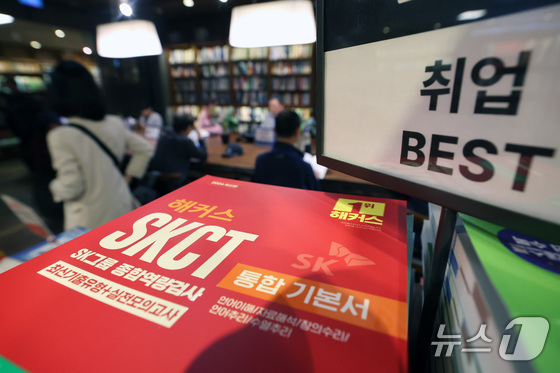 취업
BEST
해커스
1위
해커스
SKCT
SK그룹 종합역량검사
최신기출유형+실전모의고사
SK
통합 기본서
언어이해/자료해석/창의수리/
언어추리/수열추리
뉴스1